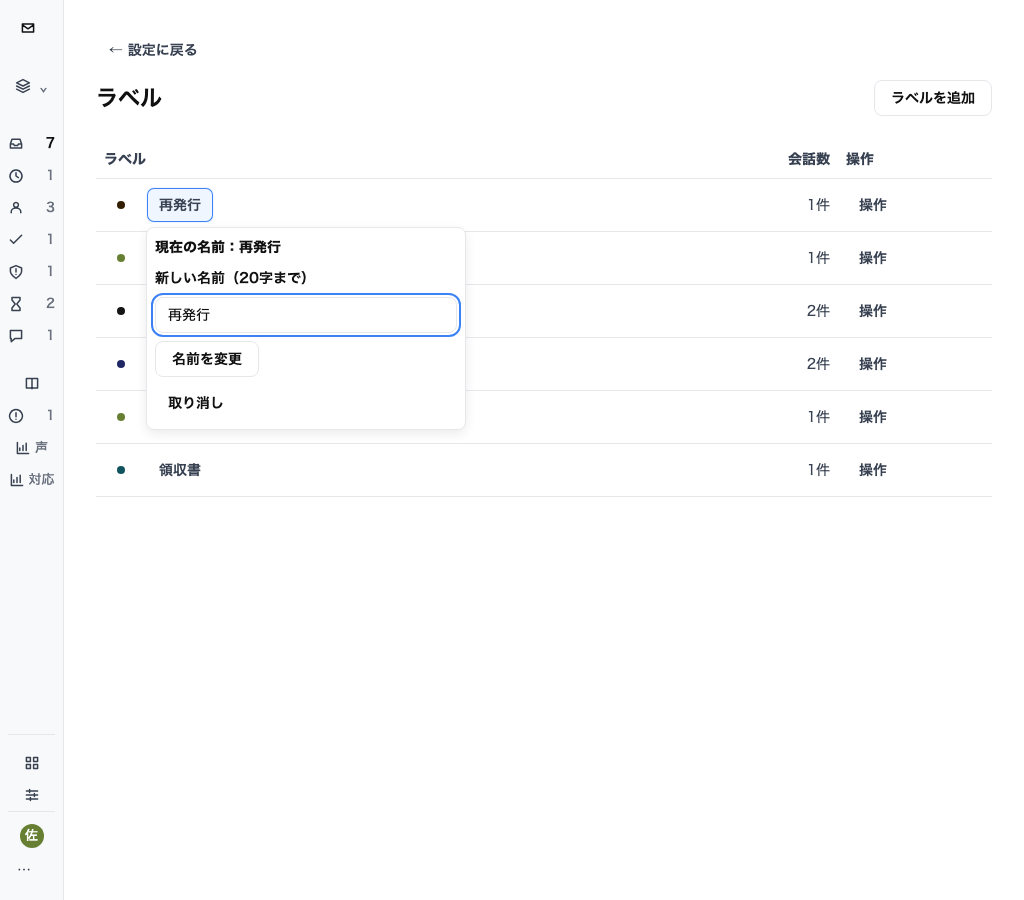 ← 設定に戻る
ラベル
ラベルを追加
ラベル 会話数 操作
再発行 1件 操作
1件 操作
2件 操作
2件 操作
1件 操作
領収書 1件 操作
現在の名前：再発行
新しい名前（20字まで）
再発行
名前を変更
取り消し
7
1
3
1
1
2
1
1
声
対応
佐
…